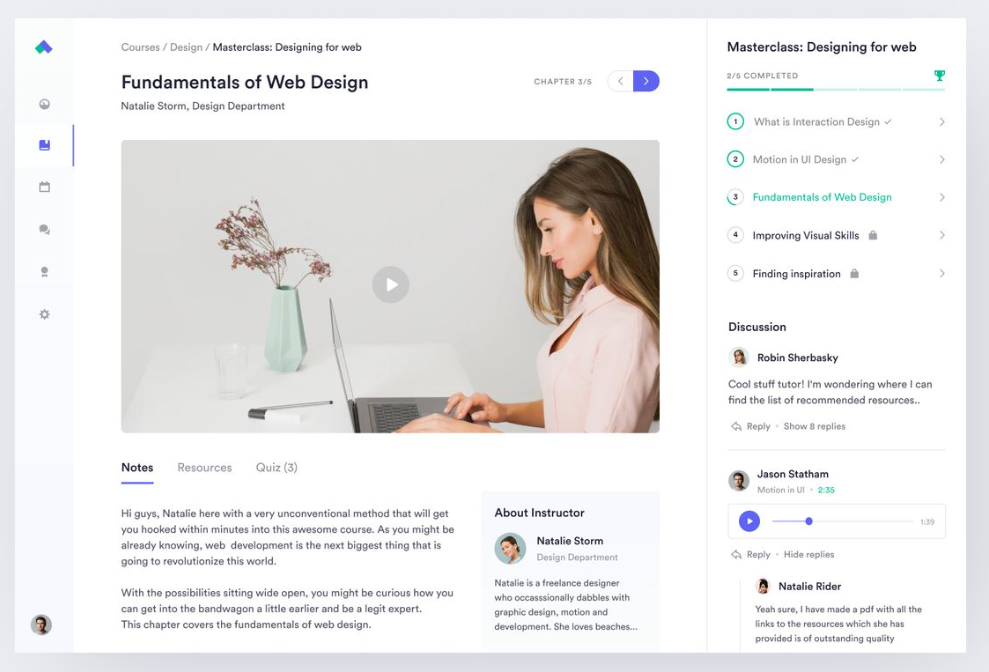 Courses / Design / Masterclass: Designing for web
Fundamentals of Web Design
CHAPTER 3/5
Natalie Storm, Design Department
Notes
Resources
Quiz (3)
Hi guys, Natalie here with a very unconventional method that will get
you hooked within minutes into this awesome course. As you might be
already knowing, web development is the next biggest thing that is
going to revolutionize this world.
With the possibilities sitting wide open, you might be curious how you
can get into the bandwagon a little earlier and be a legit expert.
This chapter covers the fundamentals of web design.
About Instructor
Natalie Storm
Design Department
Natalie is a freelance designer
who occasssionally dabbles with
graphic design, motion and
development. She loves beaches...
Masterclass: Designing for web
2/5 COMPLETED
1 What is Interaction Design
2 Motion in UI Design
3 Fundamentals of Web Design
4 Improving Visual Skills
5 Finding inspiration
Discussion
Robin Sherbasky
Cool stuff tutor! I'm wondering where I can
find the list of recommended resources..
Reply · Show 8 replies
Jason Statham
Motion in UI · 2:35
1:39
Reply · Hide replies
Natalie Rider
Yeah sure, I have made a pdf with all the
links to the resources which she has
provided is of outstanding quality